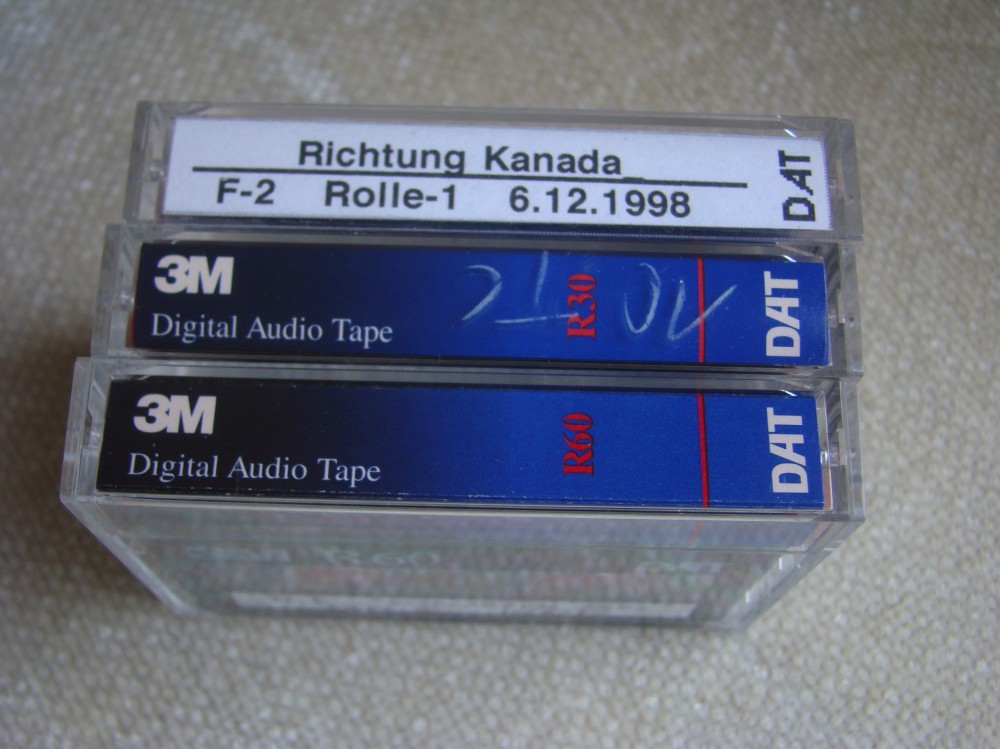 Richtung Kanada
F-2 Rolle-1 6.12.1998
DAT
3M
Digital Audio Tape
R30
DAT
3M
Digital Audio Tape
R60
DAT